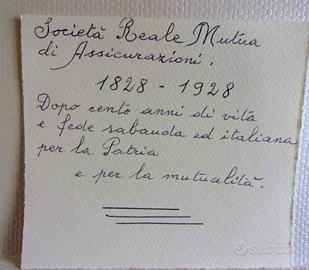 Società Reale Mutua
di Assicurazioni.
1828 - 1928
Dopo cento anni di vita
e fede sabauda ed italiana
per la Patria
e per la mutualità.
subito